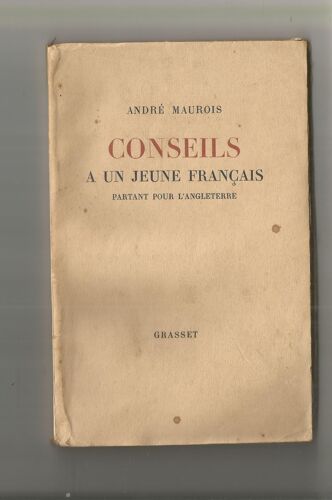 ANDRÉ MAUROIS
CONSEILS
A UN JEUNE FRANÇAIS
PARTANT POUR L'ANGLETERRE
GRASSET